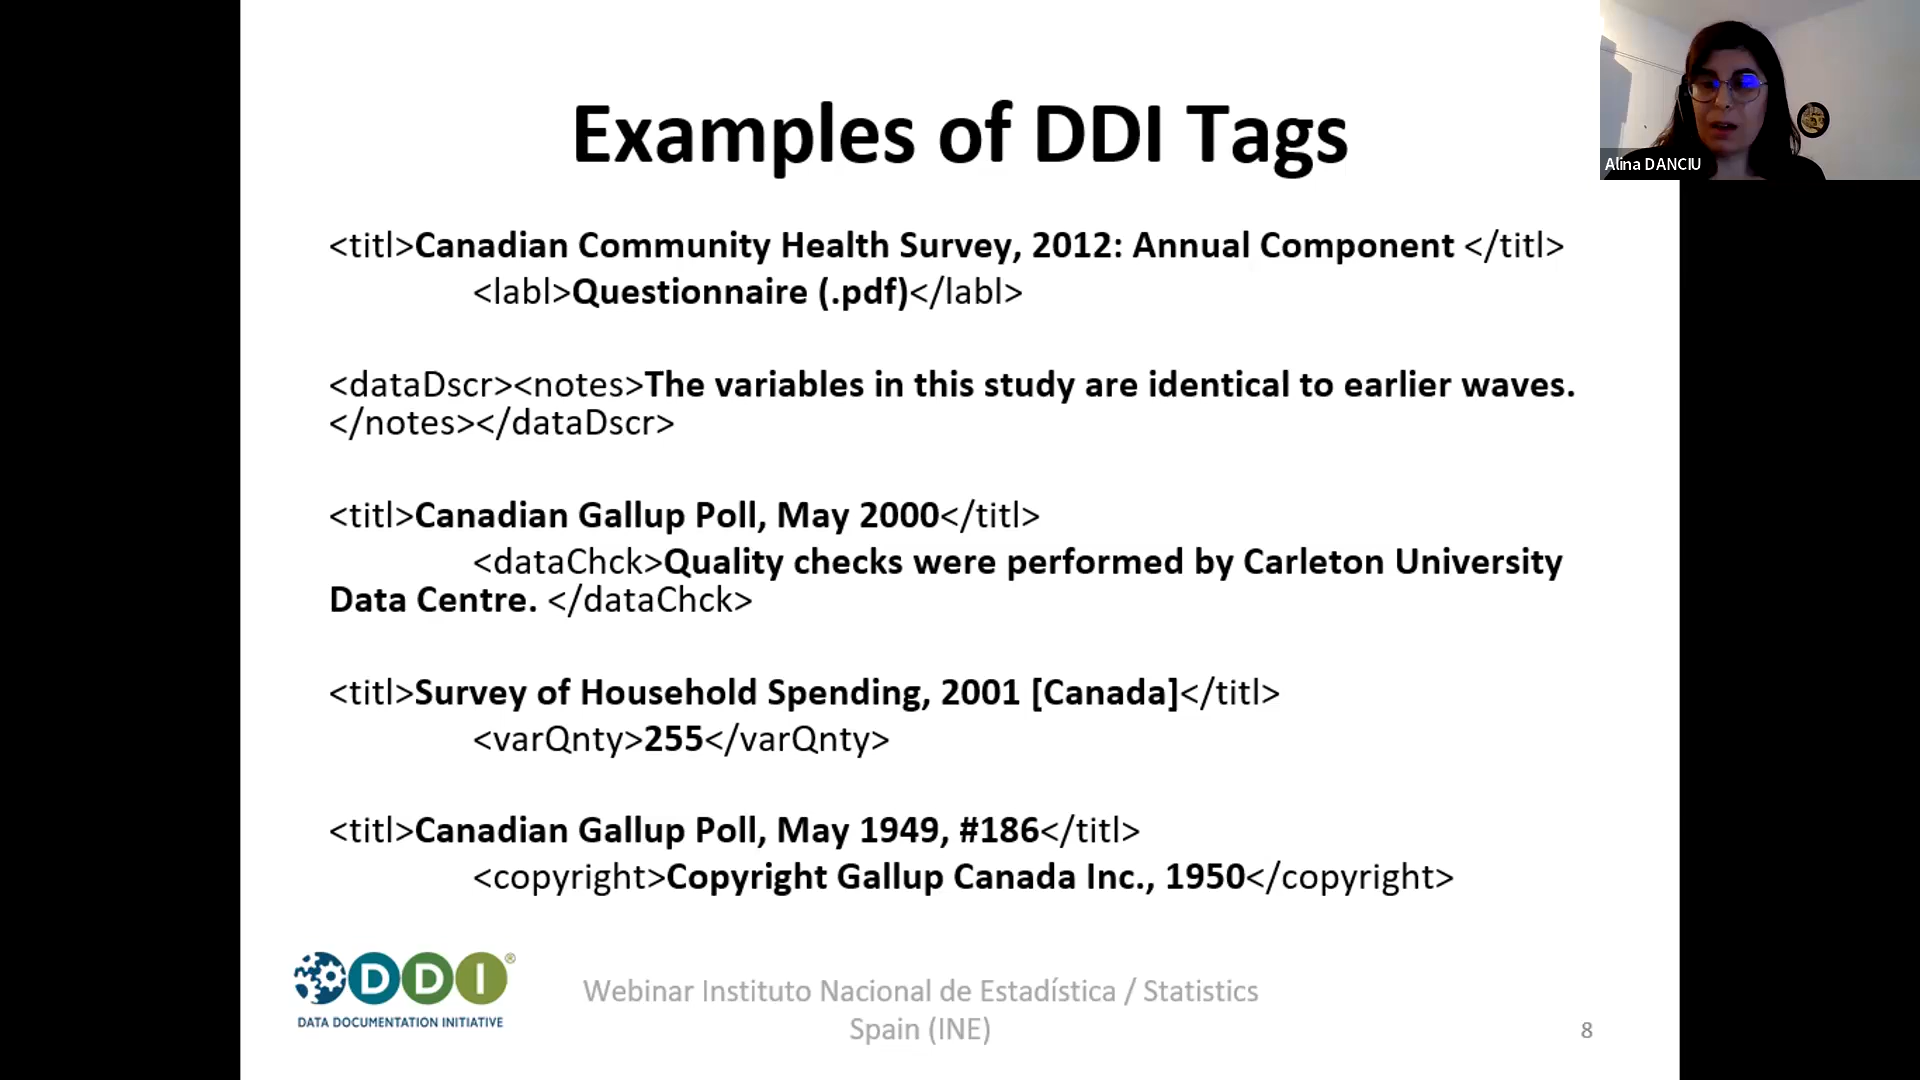 Examples of DDI Tags
Alina DANCIU
<titl>Canadian Community Health Survey, 2012: Annual Component </titl>
<labl>Questionnaire (.pdf)</labl>
<dataDscr><notes>The variables in this study are identical to earlier waves.
</notes></dataDscr>
<titl>Canadian Gallup Poll, May 2000</titl>
<dataChck>Quality checks were performed by Carleton University
Data Centre. </dataChck>
<titl>Survey of Household Spending, 2001 [Canada]</titl>
<varQnty>255</varQnty>
<titl>Canadian Gallup Poll, May 1949, #186</titl>
<copyright>Copyright Gallup Canada Inc., 1950</copyright>
DDI®
DATA DOCUMENTATION INITIATIVE
Webinar Instituto Nacional de Estadística / Statistics
Spain (INE)
8